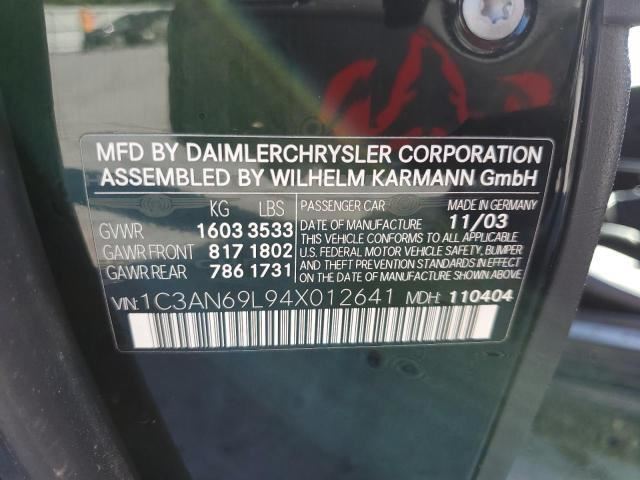 MFD BY DAIMLERCHRYSLER CORPORATION
ASSEMBLED BY WILHELM KARMANN GmbH
KG LBS
GVWR 1603 3533
GAWR FRONT 817 1802
GAWR REAR 786 1731
PASSENGER CAR MADE IN GERMANY
DATE OF MANUFACTURE 11/03
THIS VEHICLE CONFORMS TO ALL APPLICABLE
U.S. FEDERAL MOTOR VEHICLE SAFETY, BUMPER
AND THEFT PREVENTION STANDARDS IN EFFECT ON
THE DATE OF MANUFACTURE SHOWN ABOVE.
VIN: 1C3AN69L94X012641 MDH: 110404